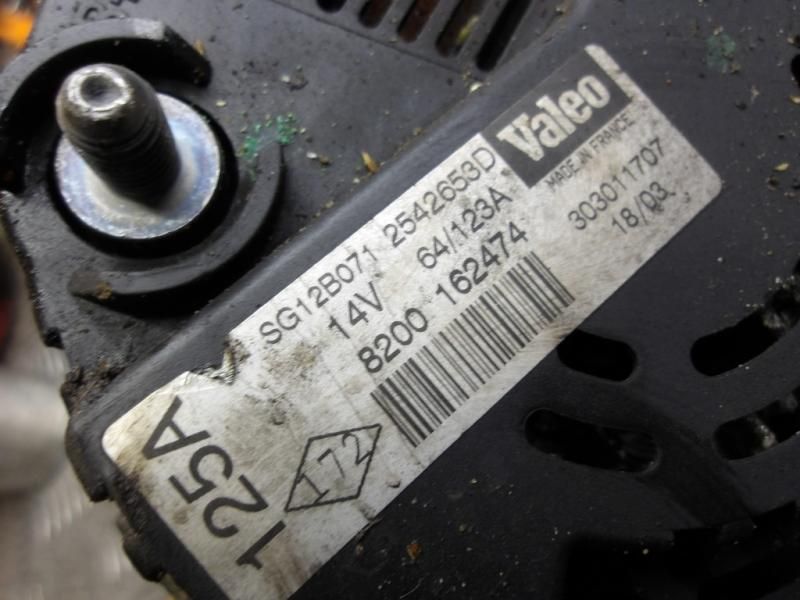 Valeo
MADE IN FRANCE
SG12B071 2542653D
14V 64/123A
303011707
8200 162474
18/03
125A
172